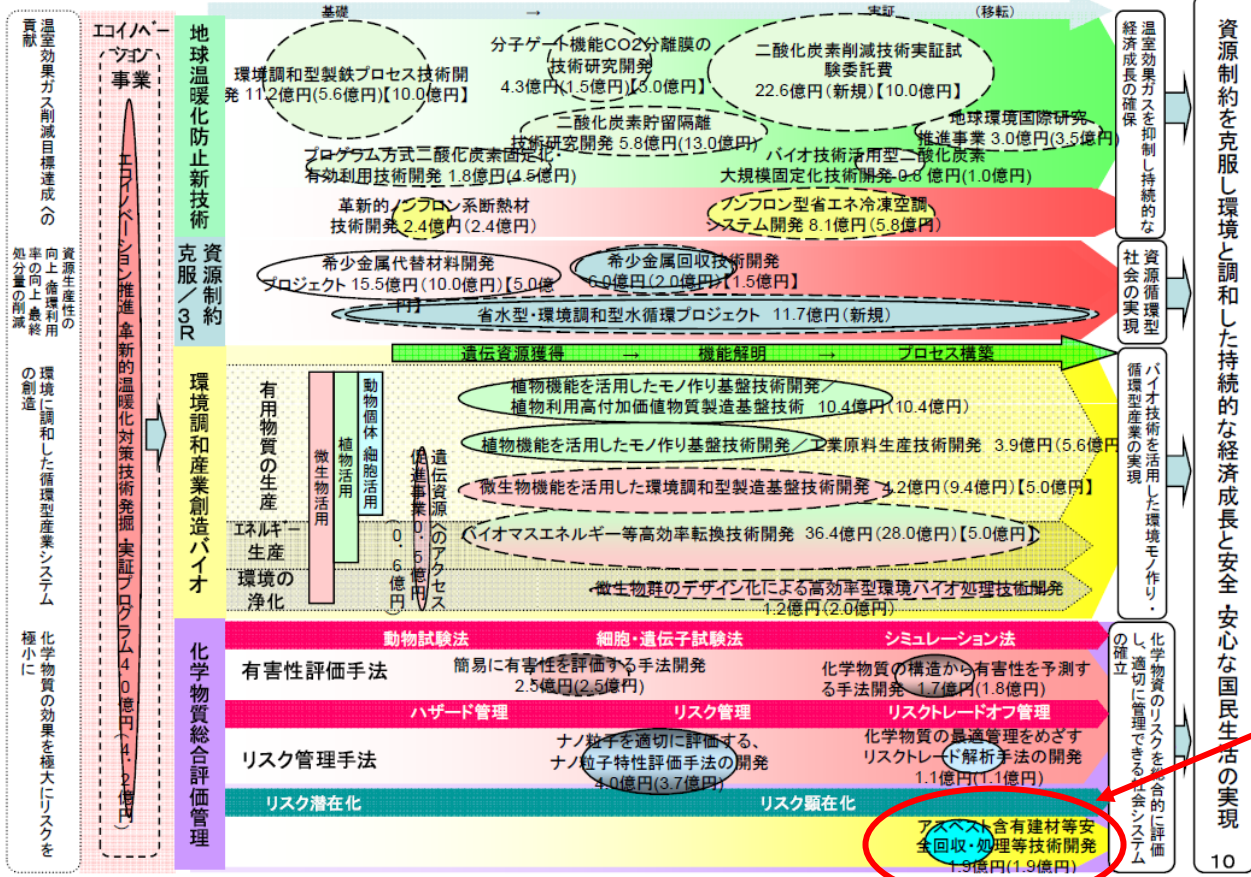 温室効果ガス削減目標達成への
貢献
資源生産性の
向上、循環利用
率の向上、最終
処分量の削減
環境に調和した循環型産業システム
の創造
化学物質の効果を極大にリスクを
極小に
エコイノベー
ション
事業
エコイノベーション推進・革新的温暖化対策技術発掘・実証プログラム4.0億円(4.2億円)
基礎 → 実証 (移転)
地球温暖化防止新技術
環境調和型製鉄プロセス技術開
発 11.2億円(5.6億円)【10.0億円】
分子ゲート機能CO2分離膜の
技術研究開発
4.3億円(1.5億円)【5.0億円】
二酸化炭素削減技術実証試
験委託費
22.6億円(新規)【10.0億円】
二酸化炭素貯留隔離
技術研究開発 5.8億円(13.0億円)
地球環境国際研究
推進事業 3.0億円(3.5億円)
プログラム方式二酸化炭素固定化・
有効利用技術開発 1.8億円(4.5億円)
バイオ技術活用型二酸化炭素
大規模固定化技術開発 0.8億円(1.0億円)
革新的ノンフロン系断熱材
技術開発 2.4億円(2.4億円)
ノンフロン型省エネ冷凍空調
システム開発 8.1億円(5.8億円)
温室効果ガスを抑制し持続的な
経済成長の確保
資源制約
克服/3R
希少金属代替材料開発
プロジェクト 15.5億円(10.0億円)【5.0億
円】
希少金属回収技術開発
6.0億円(2.0億円)【1.5億円】
省水型・環境調和型水循環プロジェクト 11.7億円(新規)
資源循環型
社会の実現
環境調和産業創造バイオ
遺伝資源獲得 → 機能解明 → プロセス構築
有用物質の生産
エネルギー
生産
環境の
浄化
微生物活用
植物活用
動物個体・細胞活用
遺伝資源へのアクセス
促進事業0.5億円
(0.6億円)
植物機能を活用したモノ作り基盤技術開発/
植物利用高付加価値物質製造基盤技術 10.4億円(10.4億円)
植物機能を活用したモノ作り基盤技術開発/工業原料生産技術開発 3.9億円(5.6億円
微生物機能を活用した環境調和型製造基盤技術開発 4.2億円(9.4億円)【5.0億円】
バイオマスエネルギー等高効率転換技術開発 36.4億円(28.0億円)【5.0億円】
微生物群のデザイン化による高効率型環境バイオ処理技術開発
1.2億円(2.0億円)
バイオ技術を活用した環境モノ作り・
循環型産業の実現
化学物質総合評価管理
動物試験法 細胞・遺伝子試験法 シミュレーション法
有害性評価手法
簡易に有害性を評価する手法開発
2.5億円(2.5億円)
化学物質の構造から有害性を予測す
る手法開発 1.7億円(1.8億円)
ハザード管理 リスク管理 リスクトレードオフ管理
リスク管理手法
ナノ粒子を適切に評価する、
ナノ粒子特性評価手法の開発
4.0億円(3.7億円)
化学物質の最適管理をめざす
リスクトレード解析手法の開発
1.1億円(1.1億円)
リスク潜在化 リスク顕在化
アスベスト含有建材等安
全回収・処理等技術開発
1.9億円(1.9億円)
化学物資のリスクを総合的に評価
し、適切に管理できる社会システム
の確立
資源制約を克服し環境と調和した持続的な経済成長と安全・安心な国民生活の実現
10